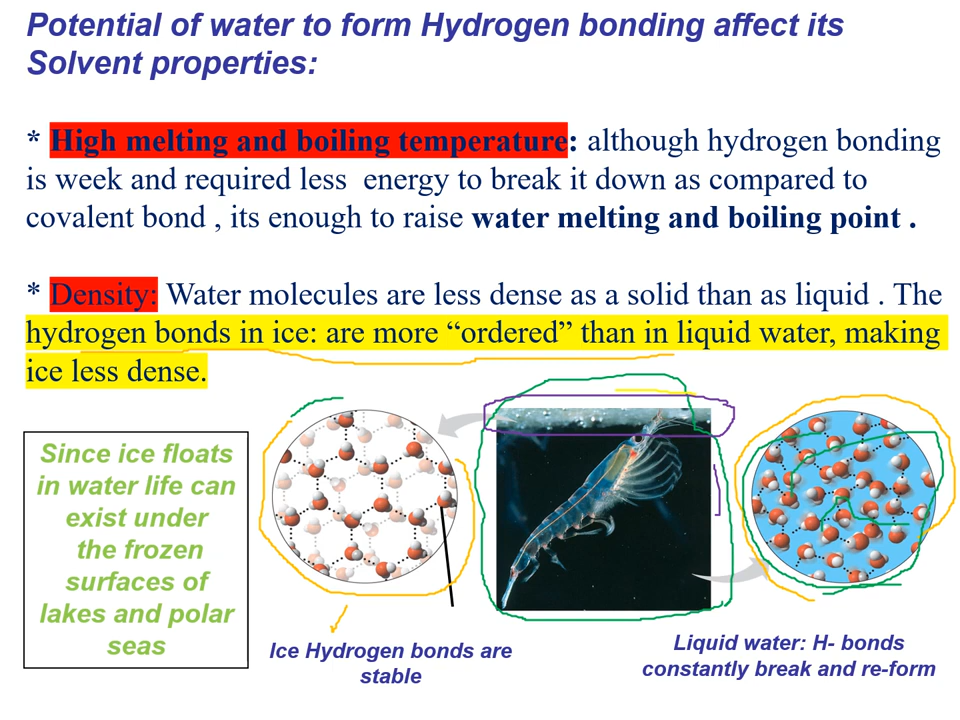 Potential of water to form Hydrogen bonding affect its
Solvent properties:
* High melting and boiling temperature: although hydrogen bonding
is week and required less  energy to break it down as compared to
covalent bond , its enough to raise water melting and boiling point .
* Density: Water molecules are less dense as a solid than as liquid . The
hydrogen bonds in ice: are more “ordered” than in liquid water, making
ice less dense.
Since ice floats
in water life can
exist under
the frozen
surfaces of
lakes and polar
seas
Ice Hydrogen bonds are
stable
Liquid water: H- bonds
constantly break and re-form